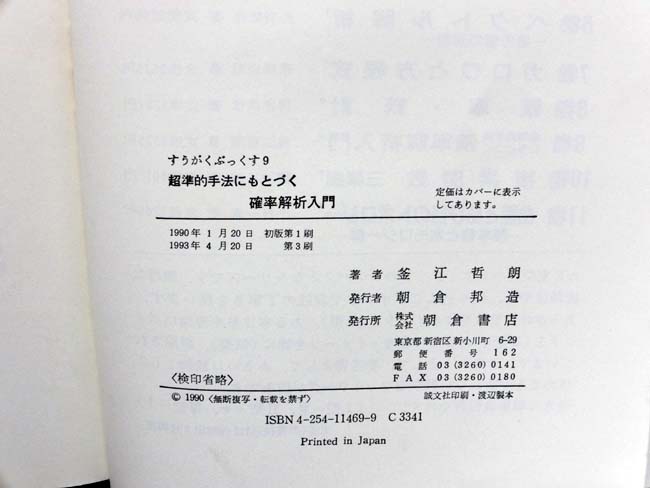 すうがくぶっくす9
超準的手法にもとづく
確率解析入門
定価はカバーに表示
してあります。
1990年 1月20日 初版第1刷
1993年 4月20日 第3刷
著者 釜江哲朗
発行者 朝倉邦造
発行所 株式会社 朝倉書店
東京都新宿区新小川町 6-29
郵便番号 162
電話 03(3260)0141
FAX 03(3260)0180
〈検印省略〉
© 1990〈無断複写・転載を禁ず〉
誠文社印刷・渡辺製本
ISBN4-254-11469-9 C3341
Printed in Japan